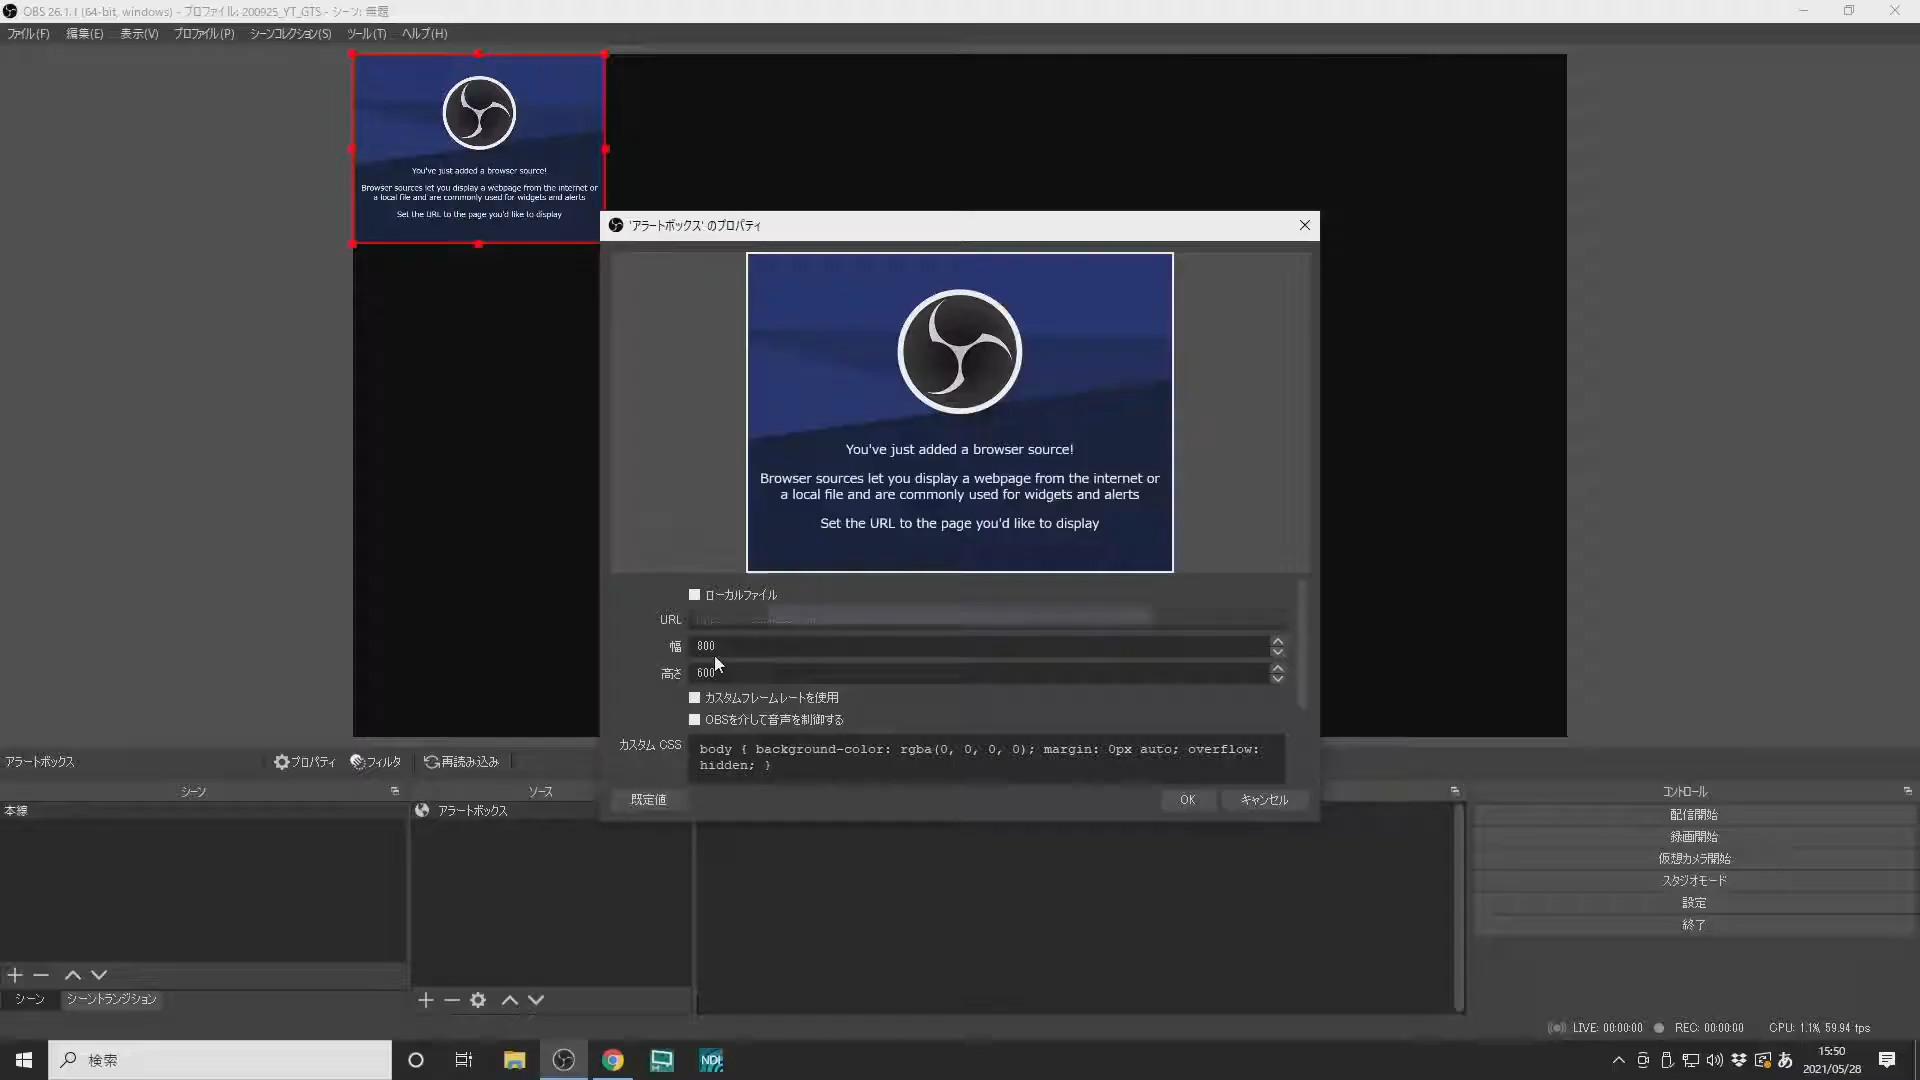 OBS 26.1.1 (64-bit, windows) - プロファイル: 200925_YT_GTS - シーン: 無題
ファイル(F) 編集(E) 表示(V) プロファイル(P) シーンコレクション(S) ツール(T) ヘルプ(H)
You've just added a browser source!
Browser sources let you display a webpage from the internet or
a local file and are commonly used for widgets and alerts
Set the URL to the page you'd like to display
'アラートボックス' のプロパティ
You've just added a browser source!
Browser sources let you display a webpage from the internet or
a local file and are commonly used for widgets and alerts
Set the URL to the page you'd like to display
ローカルファイル
URL
幅 800
高さ 600
カスタムフレームレートを使用
OBSを介して音声を制御する
カスタム CSS body { background-color: rgba(0, 0, 0, 0); margin: 0px auto; overflow:
hidden; }
既定値 OK キャンセル
アラートボックス プロパティ フィルタ 再読み込み
シーン ソース コントロール
本線 アラートボックス
配信開始
録画開始
仮想カメラ開始
スタジオモード
設定
終了
シーン シーントランジション
LIVE: 00:00:00 REC: 00:00:00 CPU: 1.1%, 59.94 fps
検索 NDI あ 15:50
2021/05/28